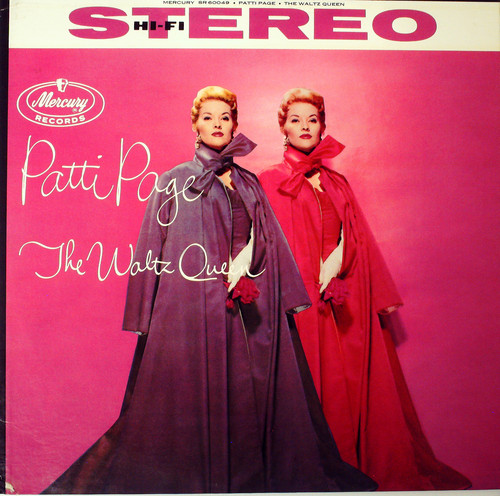 MERCURY SR 60049 • PATTI PAGE • THE WALTZ QUEEN
STEREO
HI-FI
Mercury
RECORDS
Patti Page
The Waltz Queen